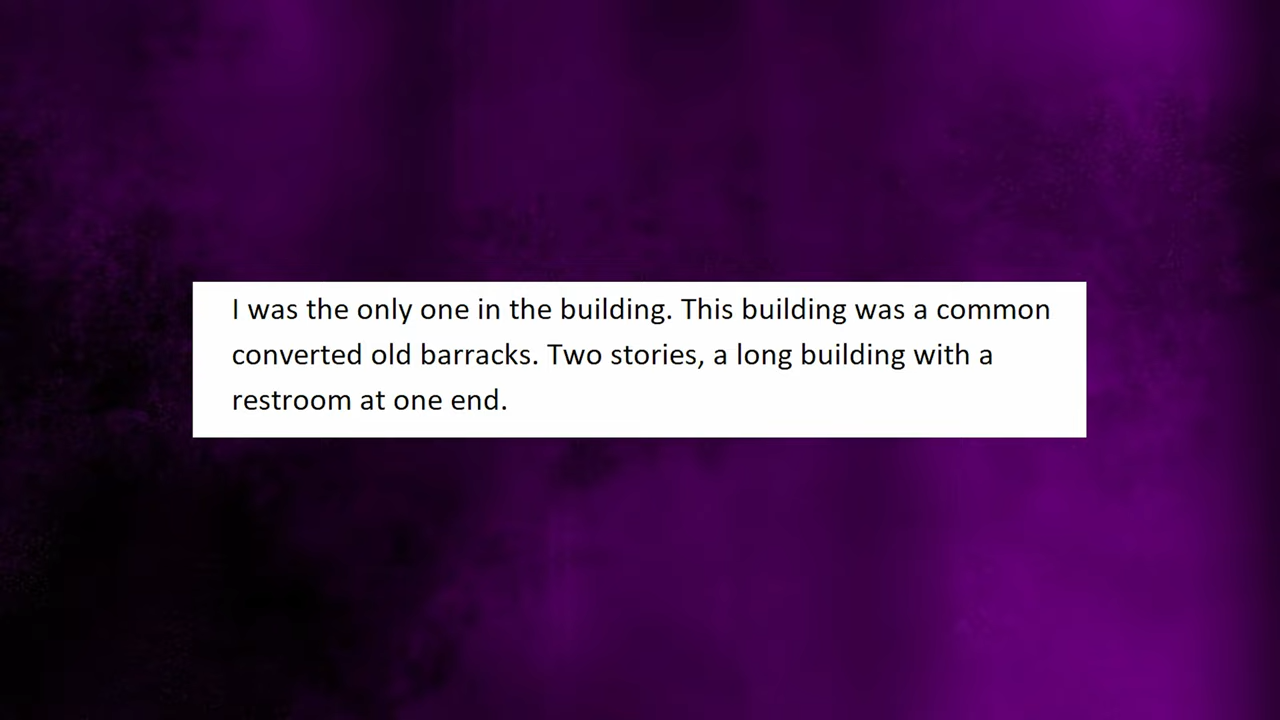 I was the only one in the building. This building was a common
converted old barracks. Two stories, a long building with a
restroom at one end.